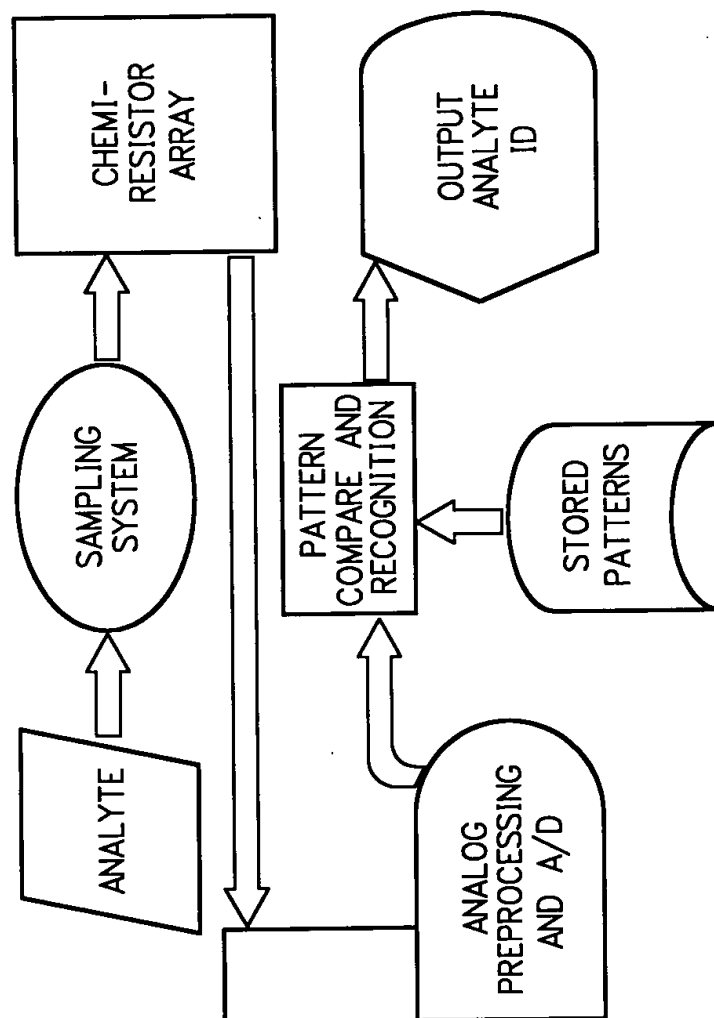 ANALYTE
SAMPLING
SYSTEM
CHEMI-
RESISTOR
ARRAY
ANALOG
PREPROCESSING
AND A/D
PATTERN
COMPARE AND
RECOGNITION
STORED
PATTERNS
OUTPUT
ANALYTE
ID